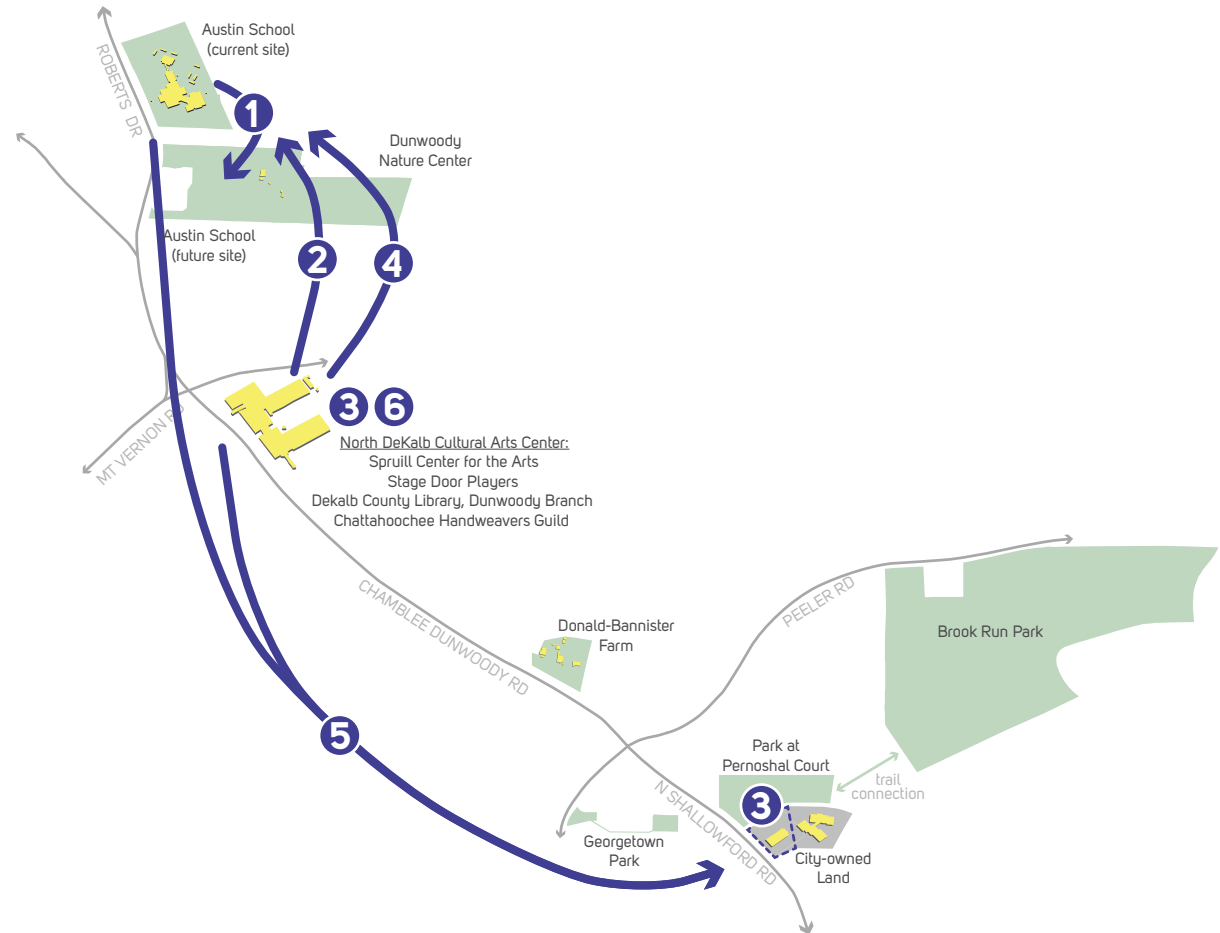 Austin School
(current site)
ROBERTS DR
1
Dunwoody
Nature Center
Austin School
(future site)
2
4
MT VERNON RD
3 6
North DeKalb Cultural Arts Center:
Spruill Center for the Arts
Stage Door Players
Dekalb County Library, Dunwoody Branch
Chattahoochee Handweavers Guild
CHAMBLEE DUNWOODY RD
PEELER RD
Donald-Bannister
Farm
Brook Run Park
5
Park at
Pernoshal Court
trail
connection
N SHALLOWFORD RD
3
Georgetown
Park
City-owned
Land